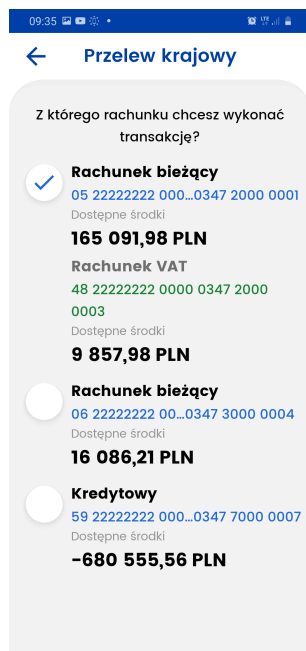 09:35
Przelew krajowy
Z którego rachunku chcesz wykonać
transakcję?
Rachunek bieżący
05 22222222 000...0347 2000 0001
Dostępne środki
165 091,98 PLN
Rachunek VAT
48 22222222 0000 0347 2000
0003
Dostępne środki
9 857,98 PLN
Rachunek bieżący
06 22222222 00...0347 3000 0004
Dostępne środki
16 086,21 PLN
Kredytowy
59 22222222 000...0347 7000 0007
Dostępne środki
-680 555,56 PLN